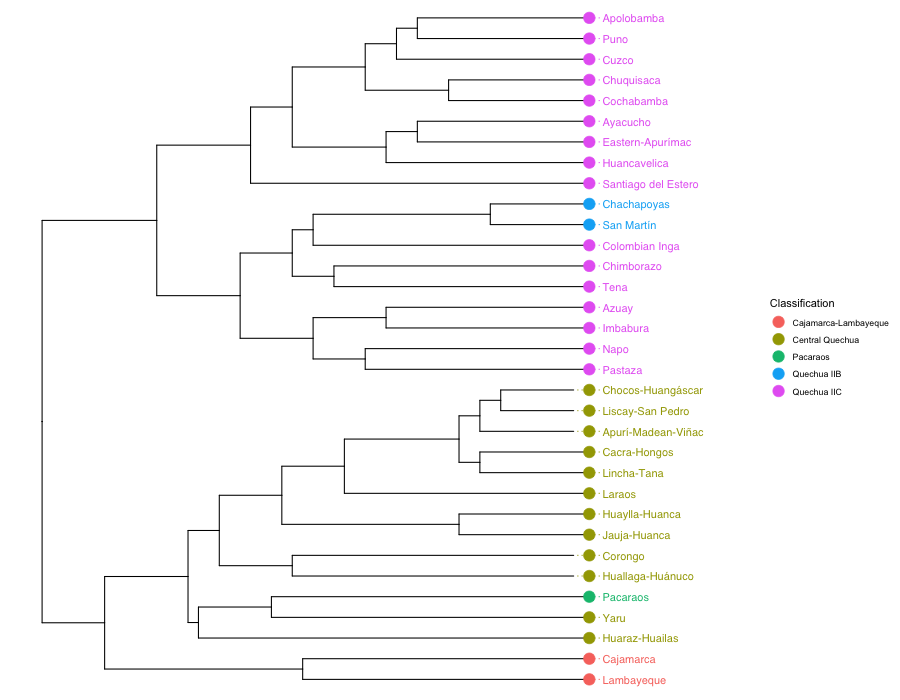 Apolobamba
Puno
Cuzco
Chuquisaca
Cochabamba
Ayacucho
Eastern-Apurímac
Huancavelica
Santiago del Estero
Chachapoyas
San Martín
Colombian Inga
Chimborazo
Tena
Azuay
Imbabura
Napo
Pastaza
Chocos-Huangáscar
Liscay-San Pedro
Apurí-Madean-Viñac
Cacra-Hongos
Lincha-Tana
Laraos
Huaylla-Huanca
Jauja-Huanca
Corongo
Huallaga-Huánuco
Pacaraos
Yaru
Huaraz-Huailas
Cajamarca
Lambayeque
Classification
Cajamarca-Lambayeque
Central Quechua
Pacaraos
Quechua IIB
Quechua IIC